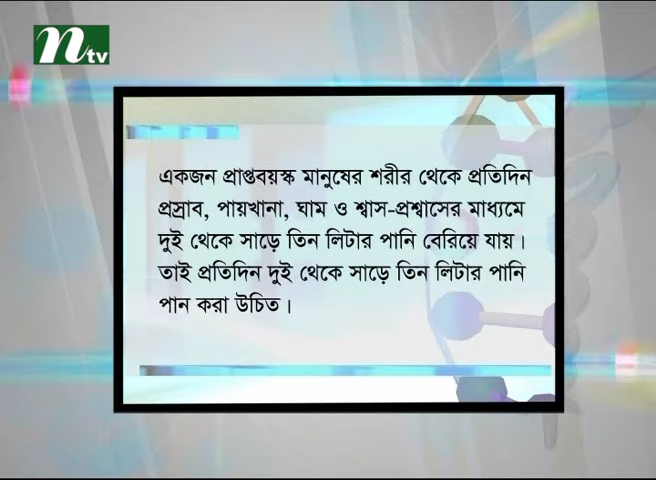 ntv
একজন প্রাপ্তবয়স্ক মানুষের শরীর থেকে প্রতিদিন
প্রস্রাব, পায়খানা, ঘাম ও শ্বাস-প্রশ্বাসের মাধ্যমে
দুই থেকে সাড়ে তিন লিটার পানি বেরিয়ে যায়।
তাই প্রতিদিন দুই থেকে সাড়ে তিন লিটার পানি
পান করা উচিত।